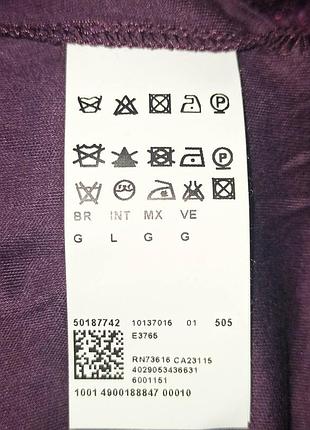 P
P
BR INT MX VE
G L G G
50187742 10137016 01 505
E3765
RN73616 CA23115
4029053436631
6001151
1001 4900188847 00010